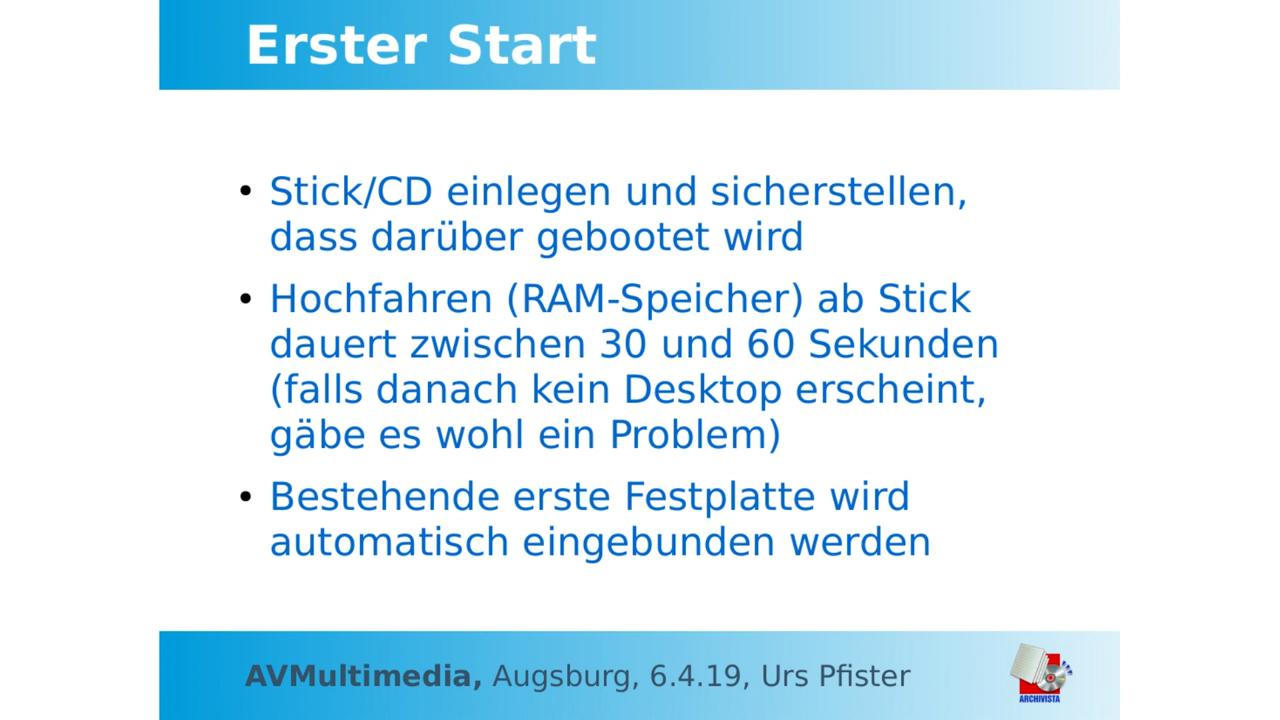 Erster Start
• Stick/CD einlegen und sicherstellen,
dass darüber gebootet wird
• Hochfahren (RAM-Speicher) ab Stick
dauert zwischen 30 und 60 Sekunden
(falls danach kein Desktop erscheint,
gäbe es wohl ein Problem)
• Bestehende erste Festplatte wird
automatisch eingebunden werden
AVMultimedia, Augsburg, 6.4.19, Urs Pfister
ARCHIVISTA